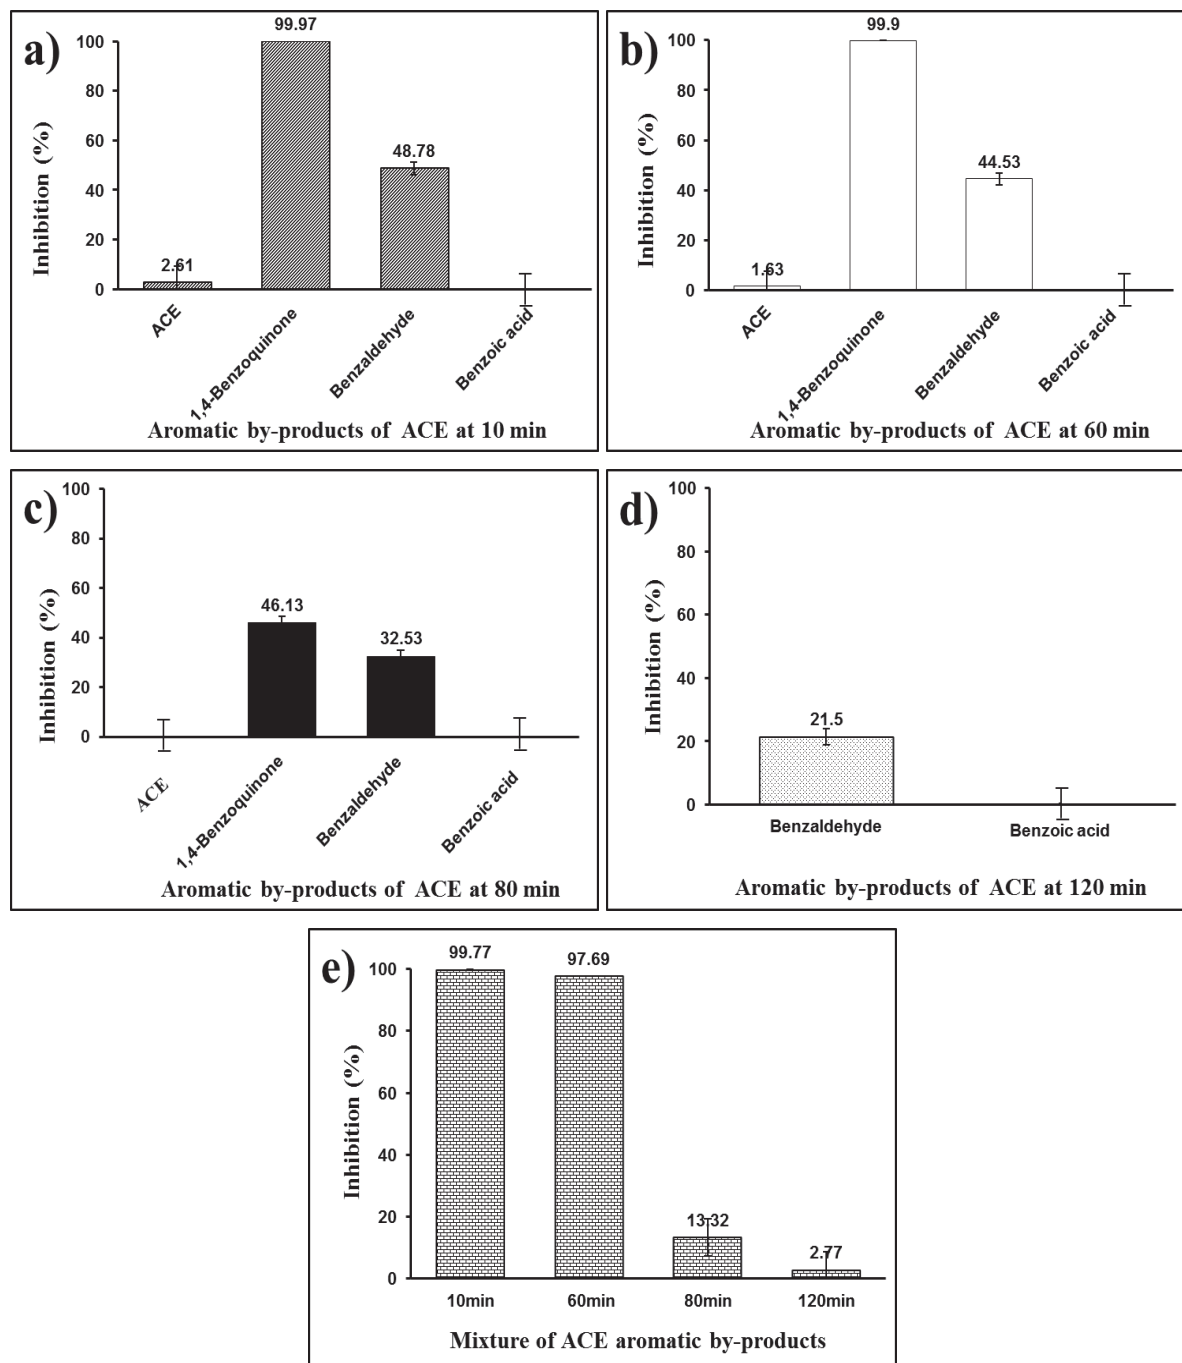 a)
Inhibition (%)
100
80
60
40
20
0
2.61
99.97
48.78
ACE
1,4-Benzoquinone
Benzaldehyde
Benzoic acid
Aromatic by-products of ACE at 10 min
b)
Inhibition (%)
100
80
60
40
20
0
1.63
99.9
44.53
ACE
1,4-Benzoquinone
Benzaldehyde
Benzoic acid
Aromatic by-products of ACE at 60 min
c)
Inhibition (%)
100
80
60
40
20
0
46.13
32.53
ACE
1,4-Benzoquinone
Benzaldehyde
Benzoic acid
Aromatic by-products of ACE at 80 min
d)
Inhibition (%)
100
80
60
40
20
0
21.5
Benzaldehyde
Benzoic acid
Aromatic by-products of ACE at 120 min
e)
Inhibition (%)
100
80
60
40
20
0
99.77
97.69
13.32
2.77
10min
60min
80min
120min
Mixture of ACE aromatic by-products